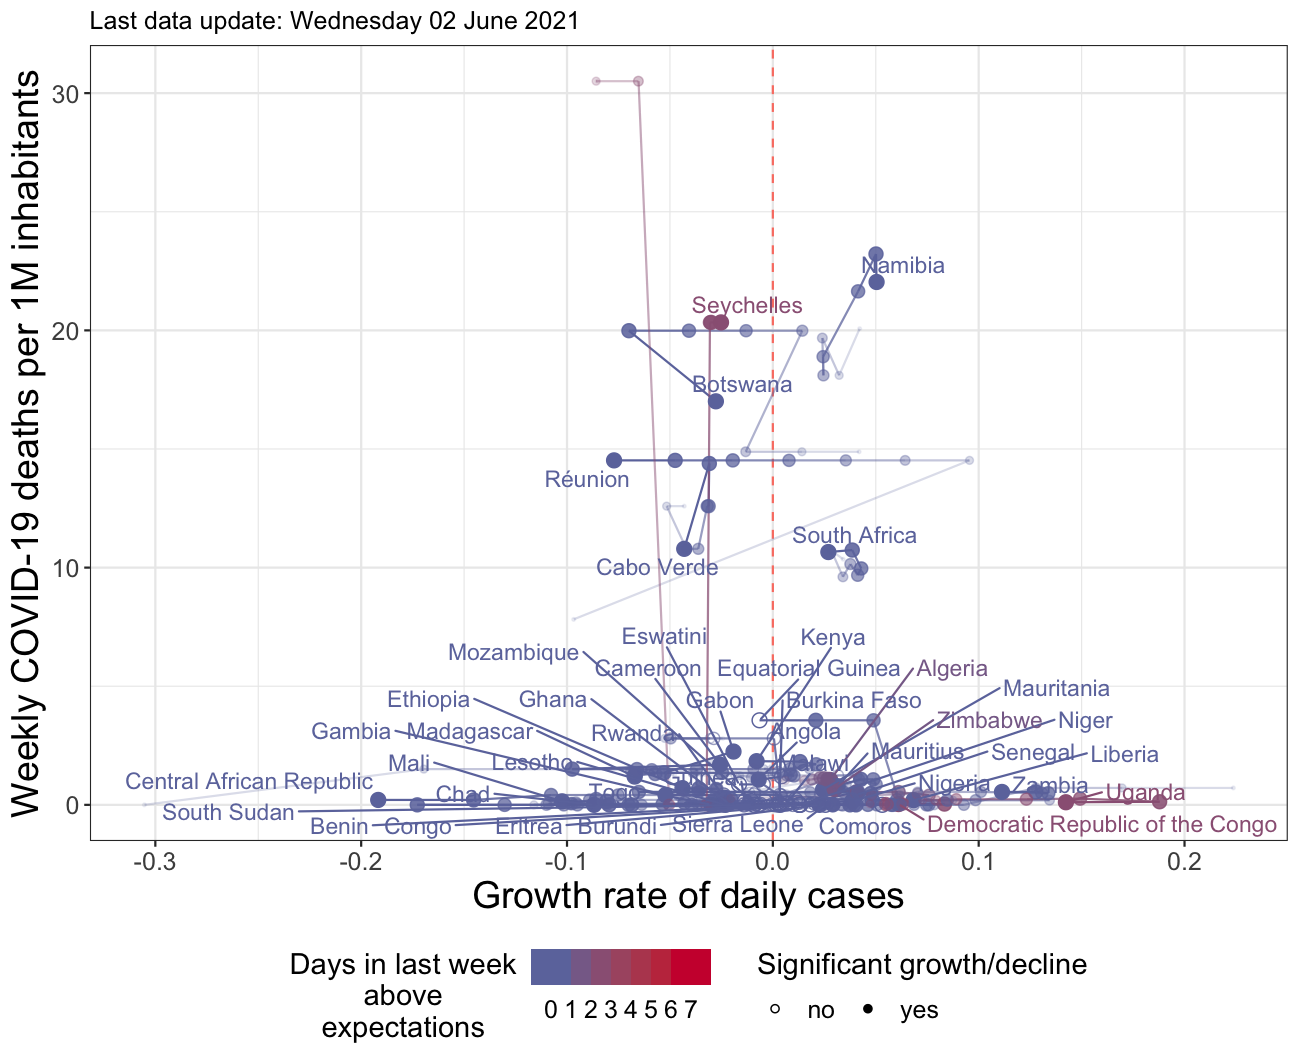 Last data update: Wednesday 02 June 2021
Weekly COVID-19 deaths per 1M inhabitants
30
20
10
0
Namibia
Seychelles
Botswana
Réunion
South Africa
Cabo Verde
Eswatini
Kenya
Mozambique
Cameroon
Equatorial Guinea
Algeria
Mauritania
Ethiopia
Ghana
Gabon
Burkina Faso
Zimbabwe
Niger
Gambia
Madagascar
Rwanda
Angola
Mali
Lesotho
Guinea
Malawi
Mauritius
Senegal
Liberia
Central African Republic
Chad
Togo
Nigeria
Zambia
Uganda
South Sudan
Benin
Congo
Eritrea
Burundi
Sierra Leone
Comoros
Democratic Republic of the Congo
-0.3
-0.2
-0.1
0.0
0.1
0.2
Growth rate of daily cases
Days in last week
above
expectations
0 1 2 3 4 5 6 7
Significant growth/decline
no
yes